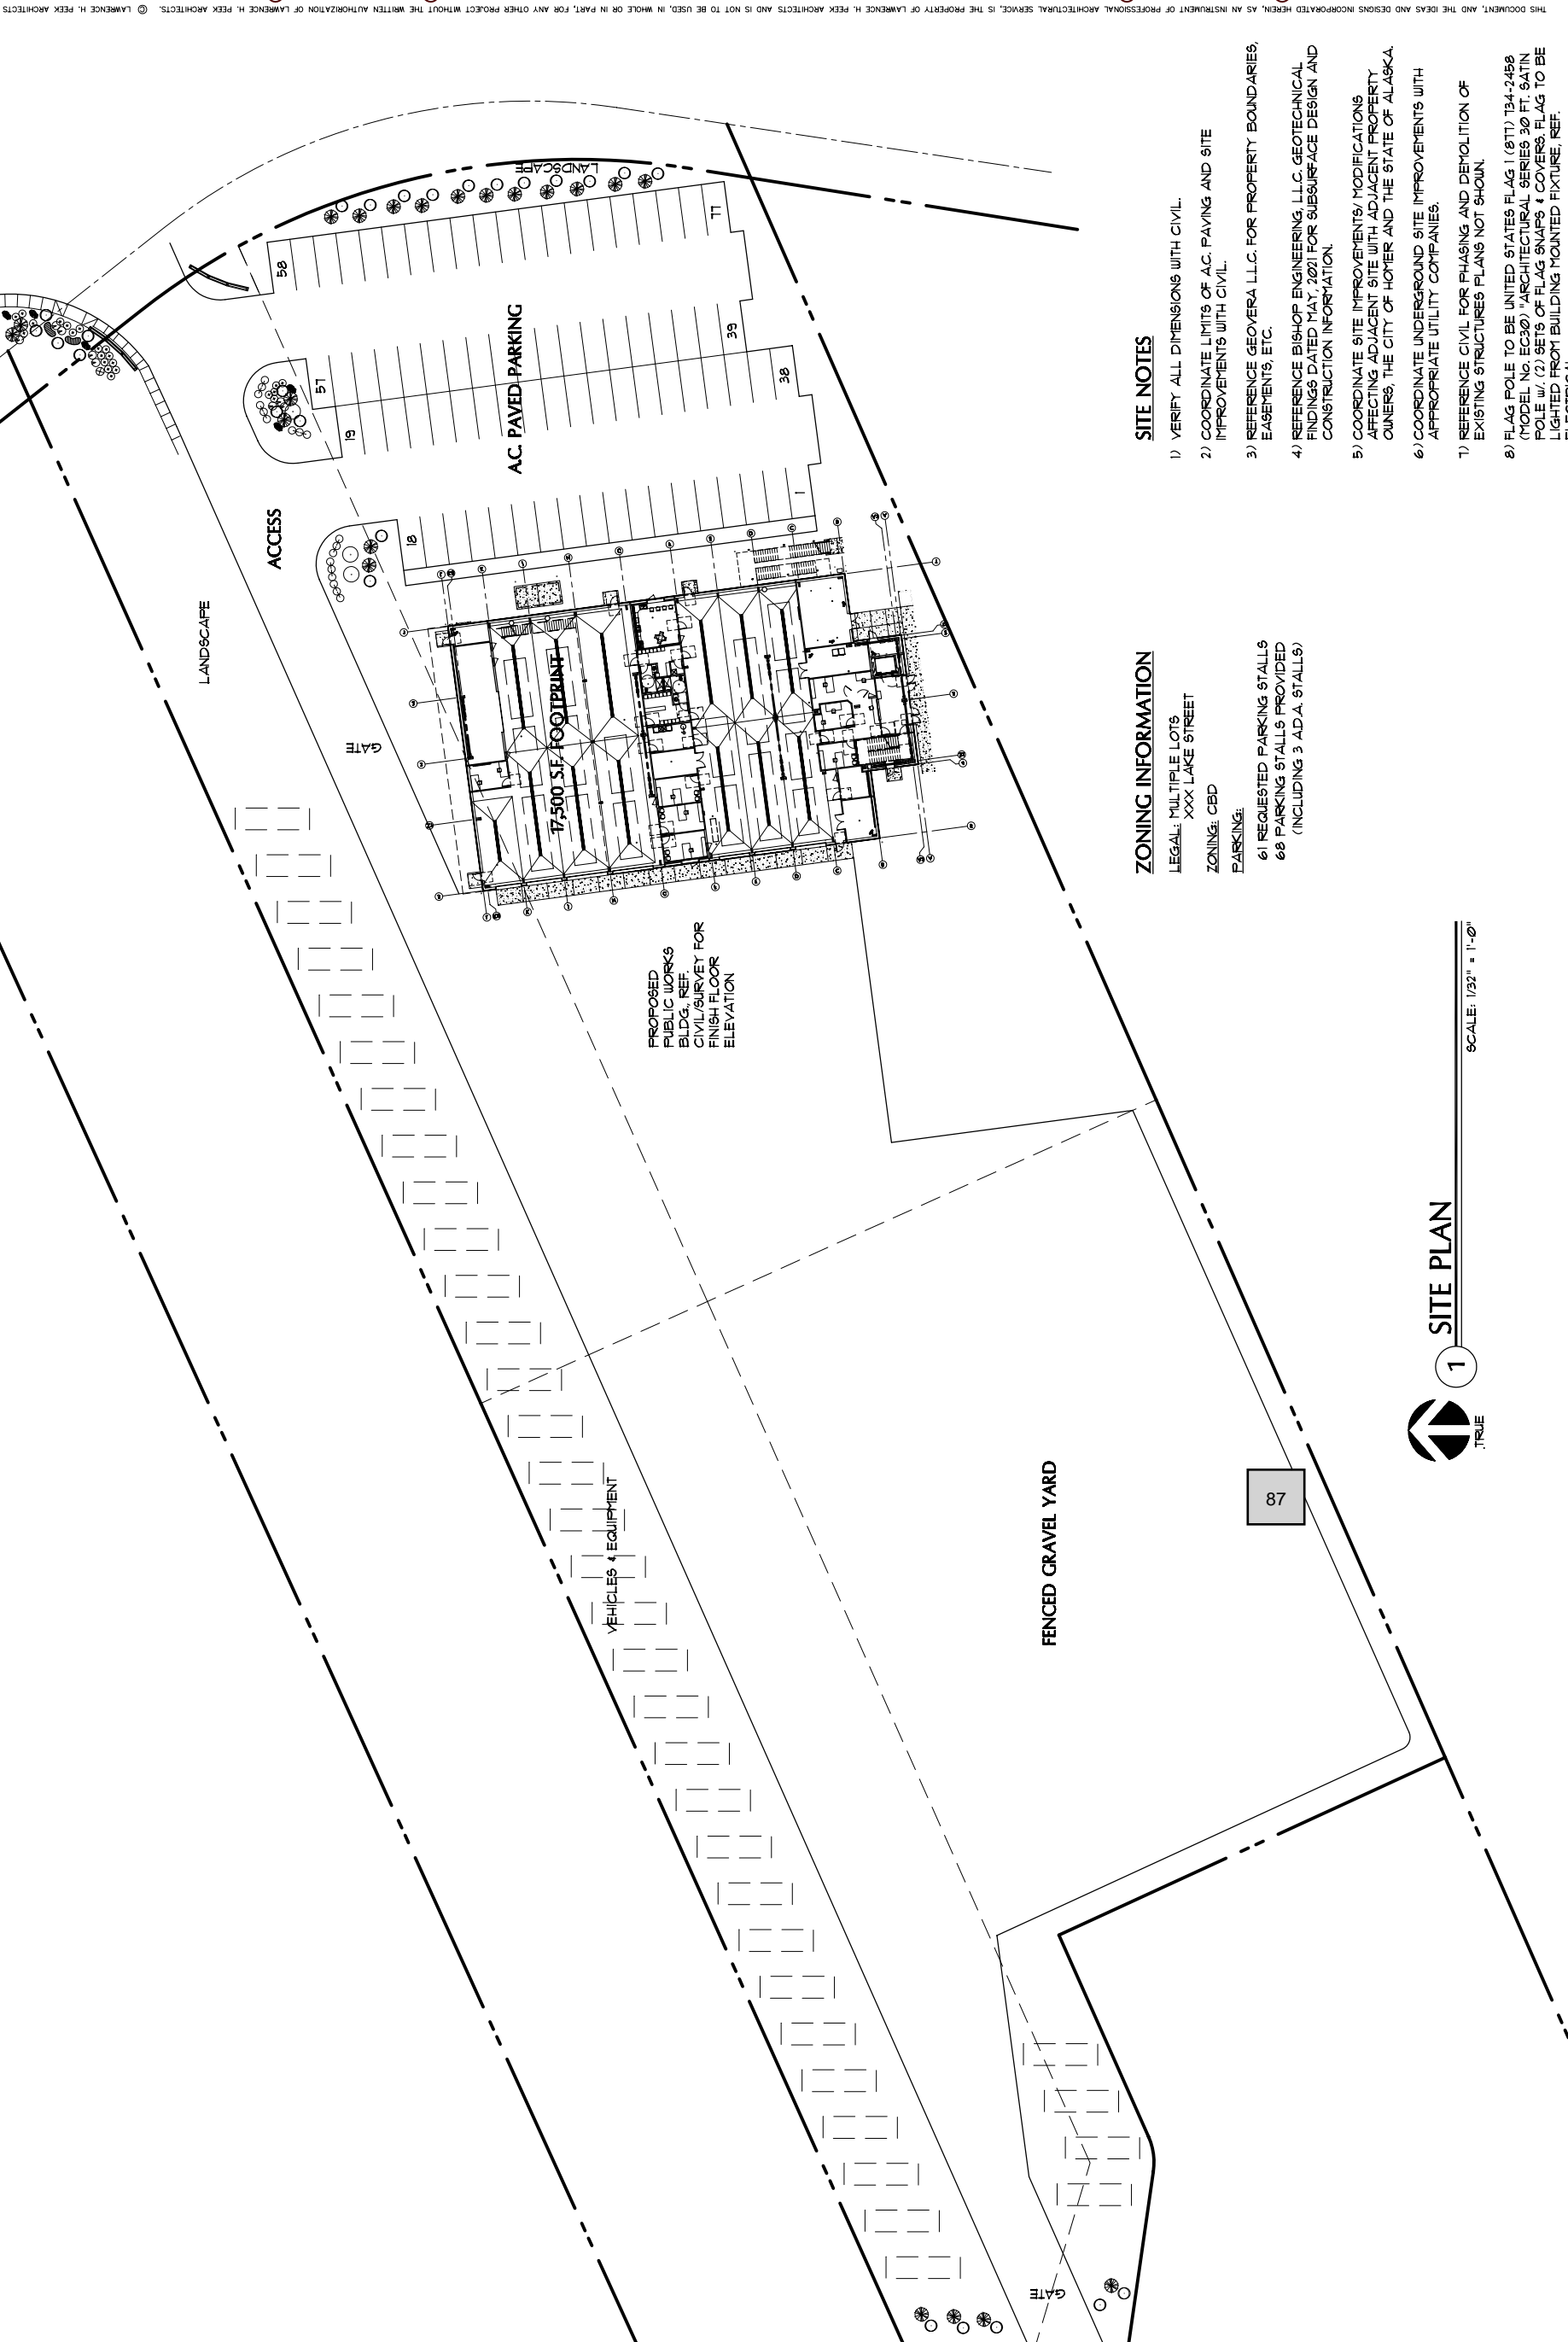 THIS DOCUMENT, AND THE IDEAS AND DESIGNS INCORPORATED HEREIN, AS AN INSTRUMENT OF PROFESSIONAL ARCHITECTURAL SERVICE, IS THE PROPERTY OF LAWRENCE H. PEEK ARCHITECTS AND IS NOT TO BE USED, IN WHOLE OR IN PART, FOR ANY OTHER PROJECT WITHOUT THE WRITTEN AUTHORIZATION OF LAWRENCE H. PEEK ARCHITECTS. © LAWRENCE H. PEEK ARCHITECTS
LANDSCAPE
58
77
A.C. PAVED PARKING
57
39
19
38
18
1
ACCESS
LANDSCAPE
GATE
17,500 S.F. FOOTPRINT
PROPOSED
PUBLIC WORKS
BLDG., REF.
CIVIL/SURVEY FOR
FINISH FLOOR
ELEVATION
VEHICLES & EQUIPMENT
FENCED GRAVEL YARD
GATE
SITE NOTES
1) VERIFY ALL DIMENSIONS WITH CIVIL.
2) COORDINATE LIMITS OF A.C. PAVING AND SITE
IMPROVEMENTS WITH CIVIL.
3) REFERENCE GEOVERA L.L.C. FOR PROPERTY BOUNDARIES,
EASEMENTS, ETC.
4) REFERENCE BISHOP ENGINEERING, L.L.C. GEOTECHNICAL
FINDINGS DATED MAY, 2021 FOR SUBSURFACE DESIGN AND
CONSTRUCTION INFORMATION.
5) COORDINATE SITE IMPROVEMENTS/ MODIFICATIONS
AFFECTING ADJACENT SITE WITH ADJACENT PROPERTY
OWNERS, THE CITY OF HOMER AND THE STATE OF ALASKA.
6) COORDINATE UNDERGROUND SITE IMPROVEMENTS WITH
APPROPRIATE UTILITY COMPANIES.
7) REFERENCE CIVIL FOR PHASING AND DEMOLITION OF
EXISTING STRUCTURES PLANS NOT SHOWN.
8) FLAG POLE TO BE UNITED STATES FLAG 1 (877) 734-2458
(MODEL No. EC30) "ARCHITECTURAL SERIES 30 FT. SATIN
POLE w/. (2) SETS OF FLAG SNAPS & COVERS. FLAG TO BE
LIGHTED FROM BUILDING MOUNTED FIXTURE, REF.
ZONING INFORMATION
LEGAL: MULTIPLE LOTS
XXX LAKE STREET
ZONING: CBD
PARKING:
61 REQUESTED PARKING STALLS
68 PARKING STALLS PROVIDED
(INCLUDING 3 A.D.A. STALLS)
87
1
SITE PLAN
SCALE: 1/32" = 1'-0"
TRUE